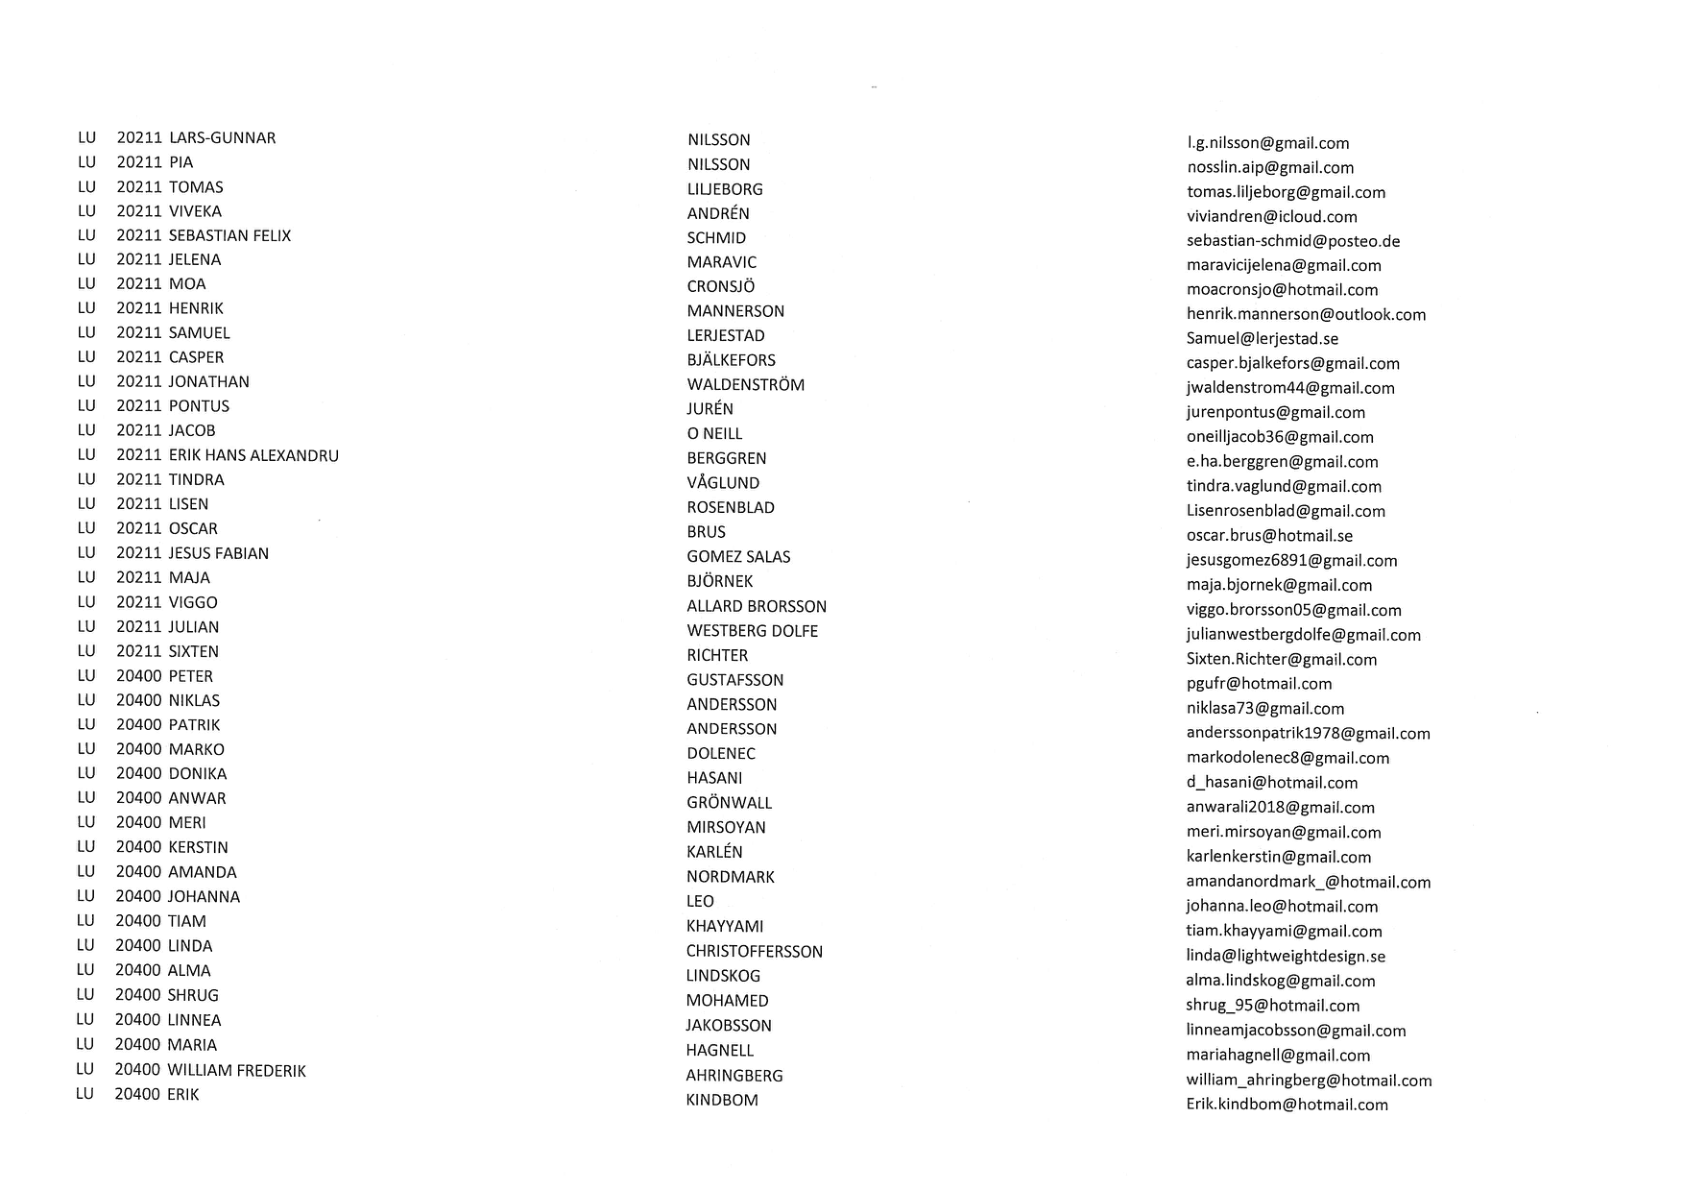 LU 20211 LARS-GUNNAR NILSSON l.g.nilsson@gmail.com
LU 20211 PIA NILSSON nosslin.aip@gmail.com
LU 20211 TOMAS LILJEBORG tomas.liljeborg@gmail.com
LU 20211 VIVEKA ANDRÉN viviandren@icloud.com
LU 20211 SEBASTIAN FELIX SCHMID sebastian-schmid@posteo.de
LU 20211 JELENA MARAVIC maravicijelena@gmail.com
LU 20211 MOA CRONSJÖ moacronsjo@hotmail.com
LU 20211 HENRIK MANNERSON henrik.mannerson@outlook.com
LU 20211 SAMUEL LERJESTAD Samuel@lerjestad.se
LU 20211 CASPER BJÄLKEFORS casper.bjalkefors@gmail.com
LU 20211 JONATHAN WALDENSTRÖM jwaldenstrom44@gmail.com
LU 20211 PONTUS JURÉN jurenpontus@gmail.com
LU 20211 JACOB O NEILL oneilljacob36@gmail.com
LU 20211 ERIK HANS ALEXANDRU BERGGREN e.ha.berggren@gmail.com
LU 20211 TINDRA VÅGLUND tindra.vaglund@gmail.com
LU 20211 LISEN ROSENBLAD Lisenrosenblad@gmail.com
LU 20211 OSCAR BRUS oscar.brus@hotmail.se
LU 20211 JESUS FABIAN GOMEZ SALAS jesusgomez6891@gmail.com
LU 20211 MAJA BJÖRNEK maja.bjornek@gmail.com
LU 20211 VIGGO ALLARD BRORSSON viggo.brorsson05@gmail.com
LU 20211 JULIAN WESTBERG DOLFE julianwestbergdolfe@gmail.com
LU 20211 SIXTEN RICHTER Sixten.Richter@gmail.com
LU 20400 PETER GUSTAFSSON pgufr@hotmail.com
LU 20400 NIKLAS ANDERSSON niklasa73@gmail.com
LU 20400 PATRIK ANDERSSON anderssonpatrik1978@gmail.com
LU 20400 MARKO DOLENEC markodolenec8@gmail.com
LU 20400 DONIKA HASANI d_hasani@hotmail.com
LU 20400 ANWAR GRÖNWALL anwarali2018@gmail.com
LU 20400 MERI MIRSOYAN meri.mirsoyan@gmail.com
LU 20400 KERSTIN KARLÉN karlenkerstin@gmail.com
LU 20400 AMANDA NORDMARK amandanordmark_@hotmail.com
LU 20400 JOHANNA LEO johanna.leo@hotmail.com
LU 20400 TIAM KHAYYAMI tiam.khayyami@gmail.com
LU 20400 LINDA CHRISTOFFERSSON linda@lightweightdesign.se
LU 20400 ALMA LINDSKOG alma.lindskog@gmail.com
LU 20400 SHRUG MOHAMED shrug_95@hotmail.com
LU 20400 LINNEA JAKOBSSON linneamjacobsson@gmail.com
LU 20400 MARIA HAGNELL mariahagnell@gmail.com
LU 20400 WILLIAM FREDERIK AHRINGBERG william_ahringberg@hotmail.com
LU 20400 ERIK KINDBOM Erik.kindbom@hotmail.com